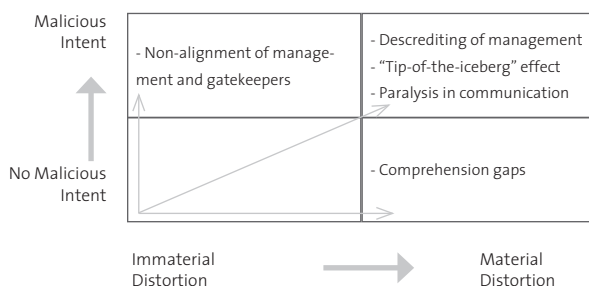 Malicious
Intent
- Non-alignment of manage-
ment and gatekeepers
- Descrediting of management
- “Tip-of-the-iceberg” effect
- Paralysis in communication
No Malicious
Intent
- Comprehension gaps
Immaterial
Distortion
Material
Distortion